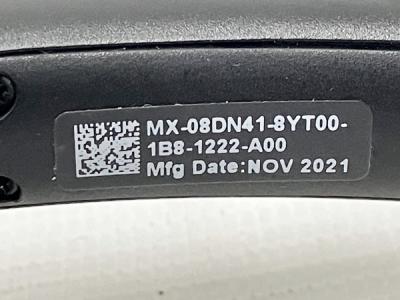 MX-08DN41-8YT00-
1B8-1222-A00
Mfg Date:NOV 2021